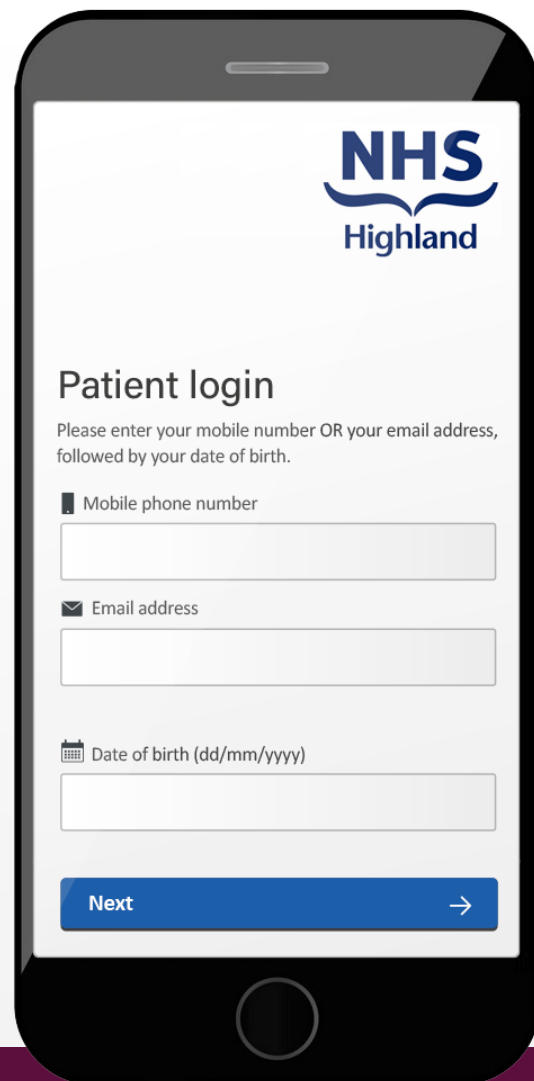 NHS
Highland
Patient login
Please enter your mobile number OR your email address,
followed by your date of birth.
Mobile phone number
Email address
Date of birth (dd/mm/yyyy)
Next